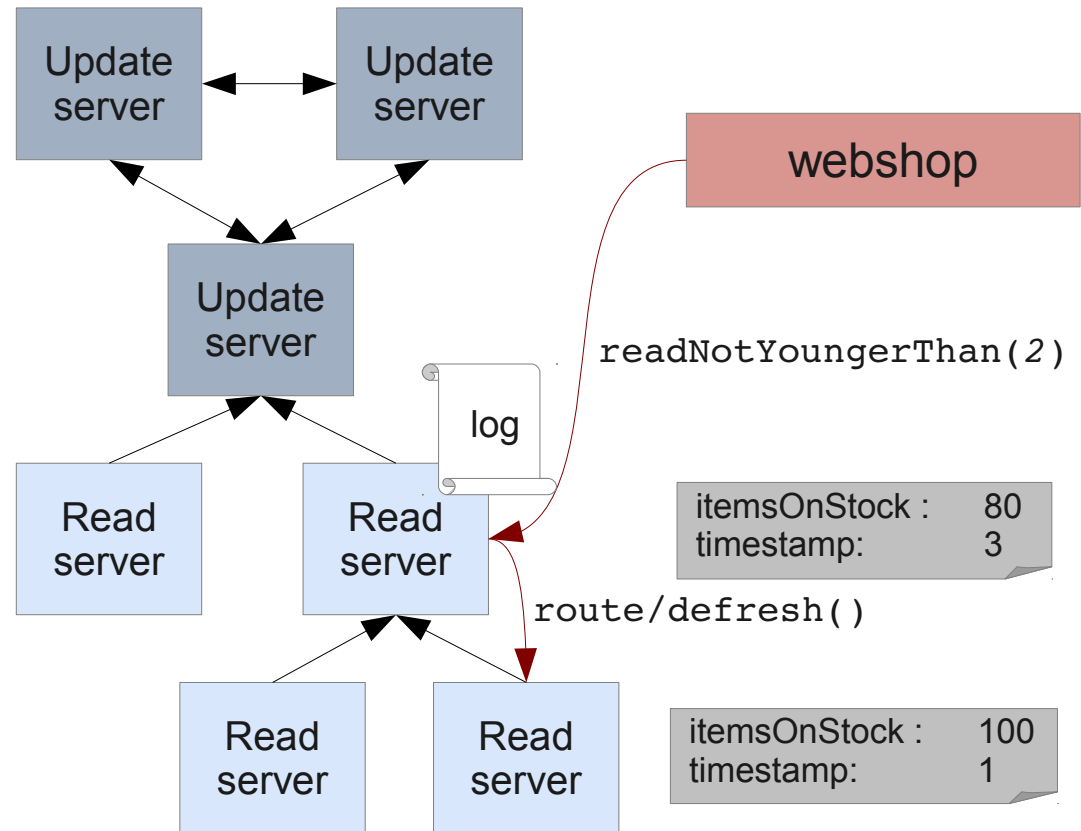 Update
server
Update
server
webshop
Update
server
readNotYoungerThan(2)
log
Read
server
Read
server
itemsOnStock : 80
timestamp: 3
route/defresh()
Read
server
Read
server
itemsOnStock : 100
timestamp: 1